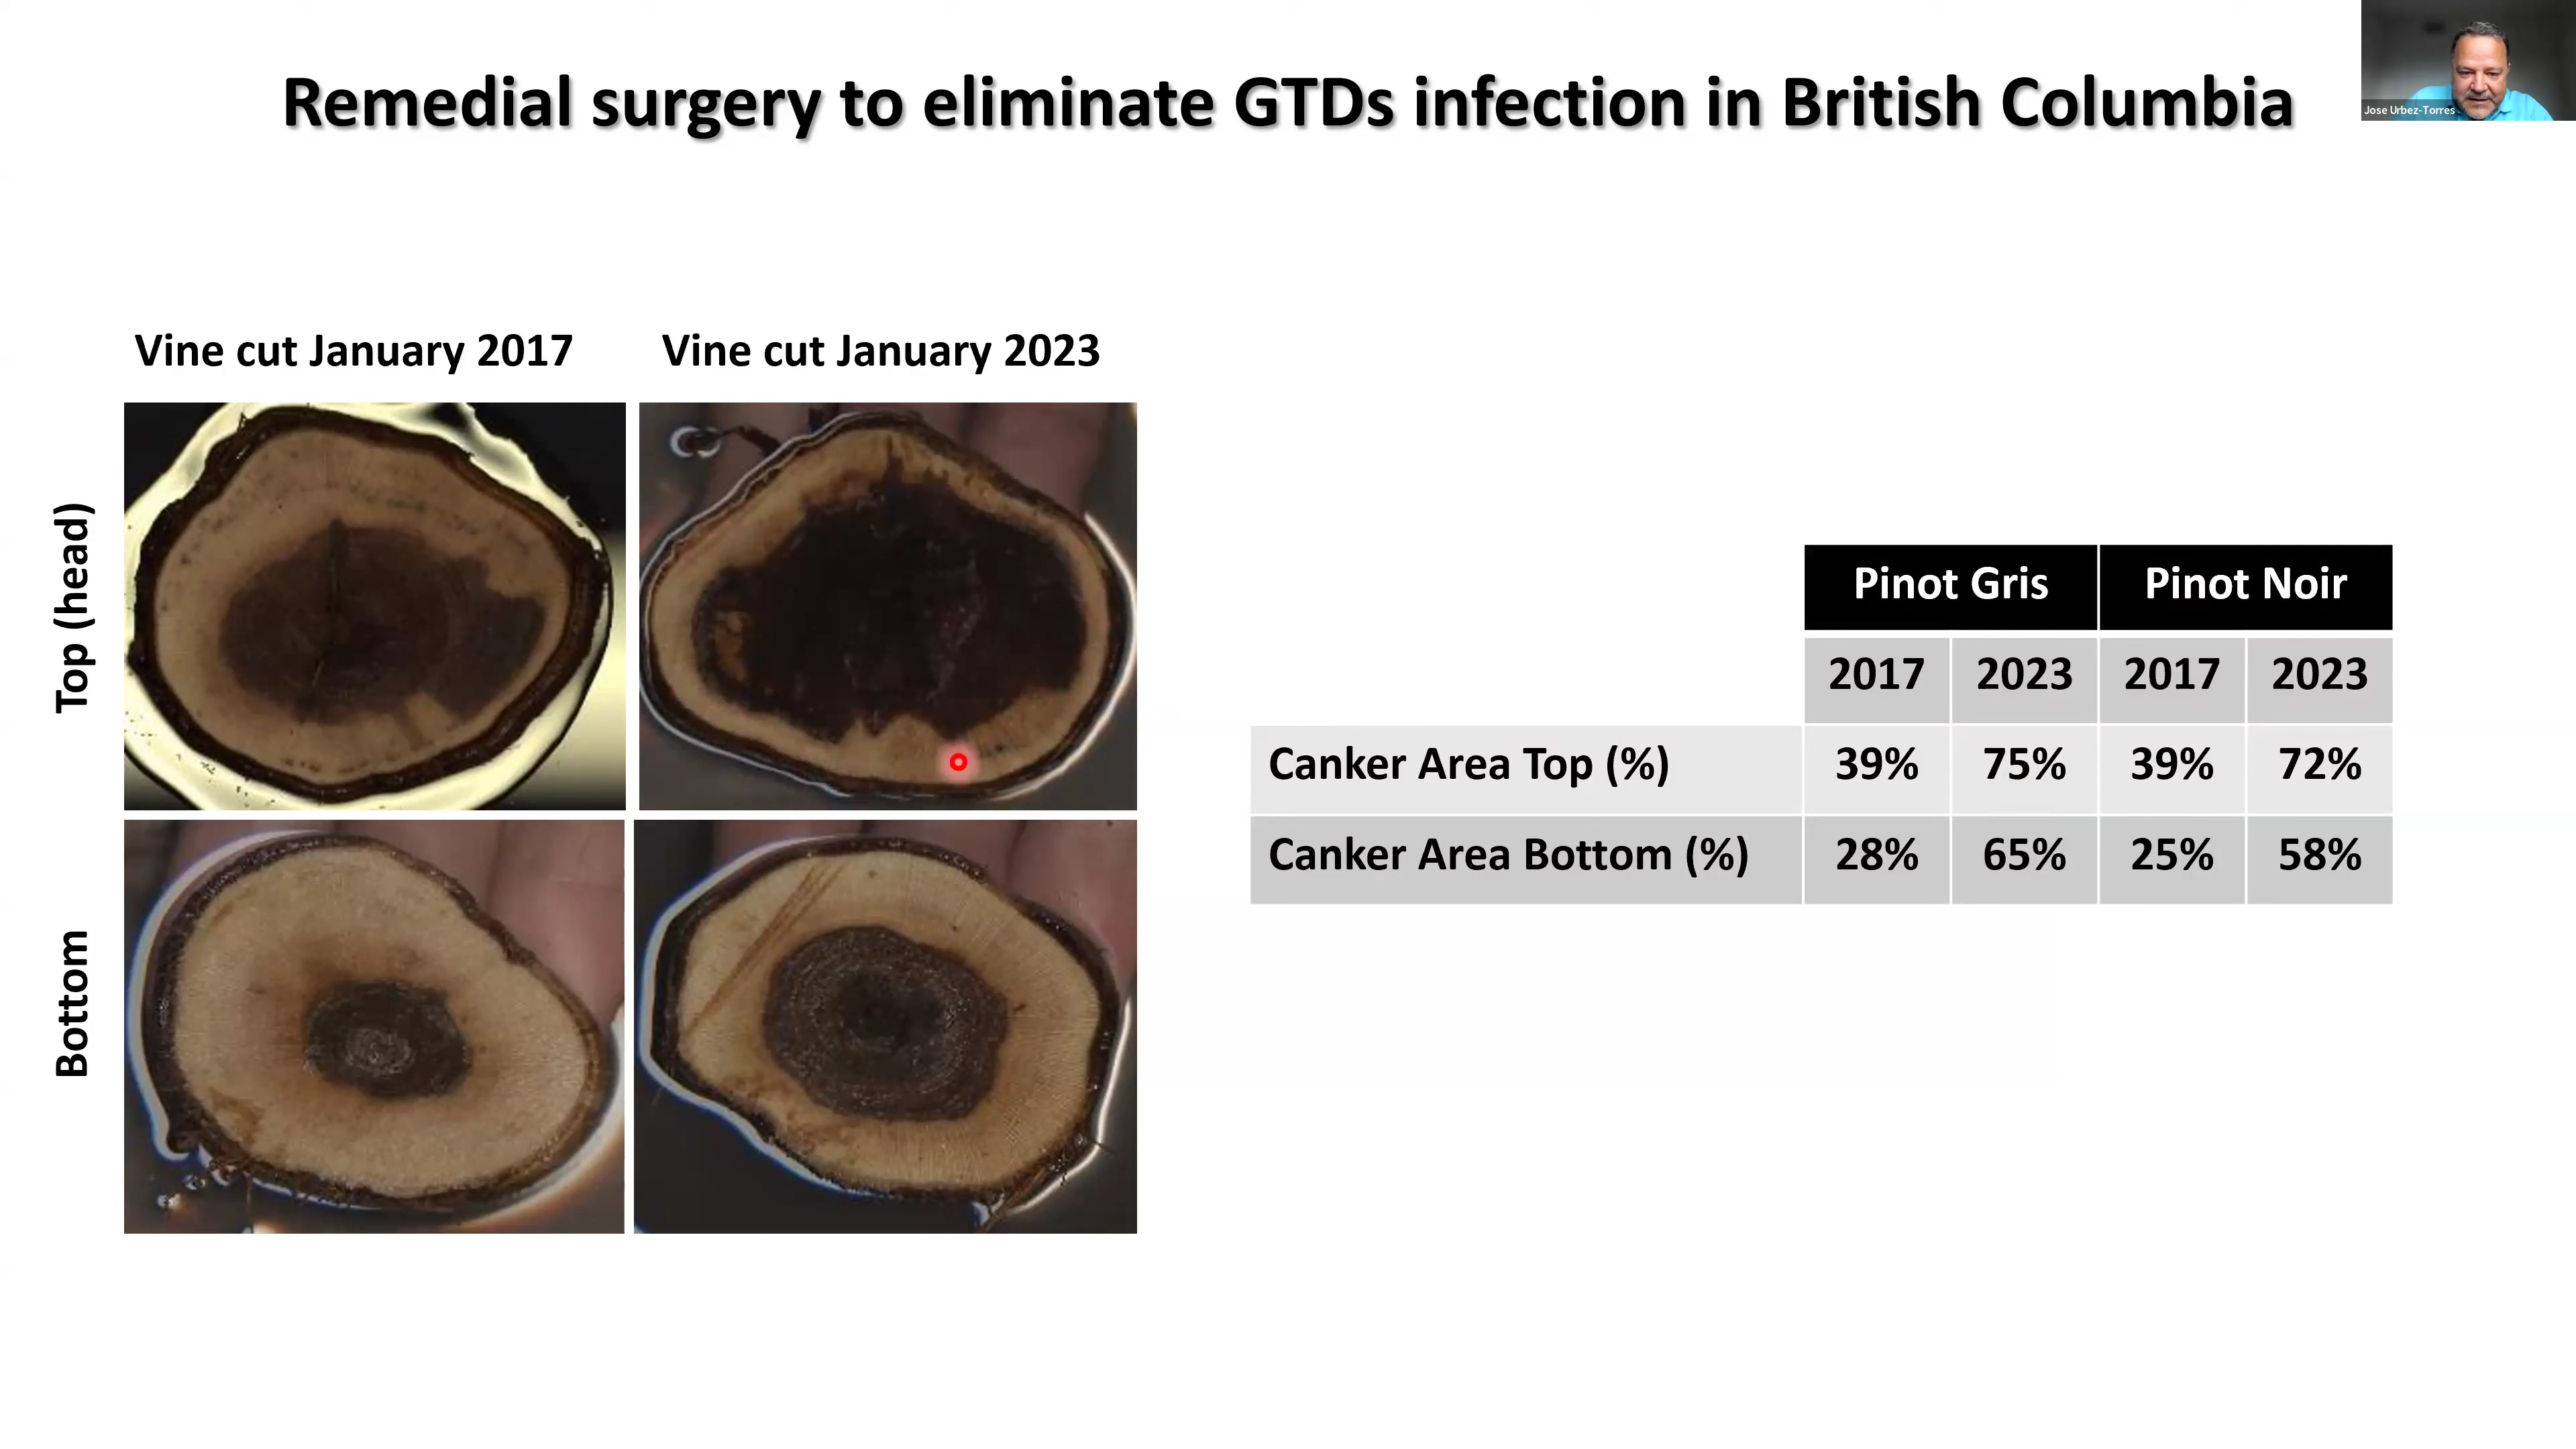 Remedial surgery to eliminate GTDs infection in British Columbia
Jose Urbez-Torres
Vine cut January 2017
Vine cut January 2023
Top (head)
Bottom
Pinot Gris Pinot Noir
2017 2023 2017 2023
Canker Area Top (%) 39% 75% 39% 72%
Canker Area Bottom (%) 28% 65% 25% 58%